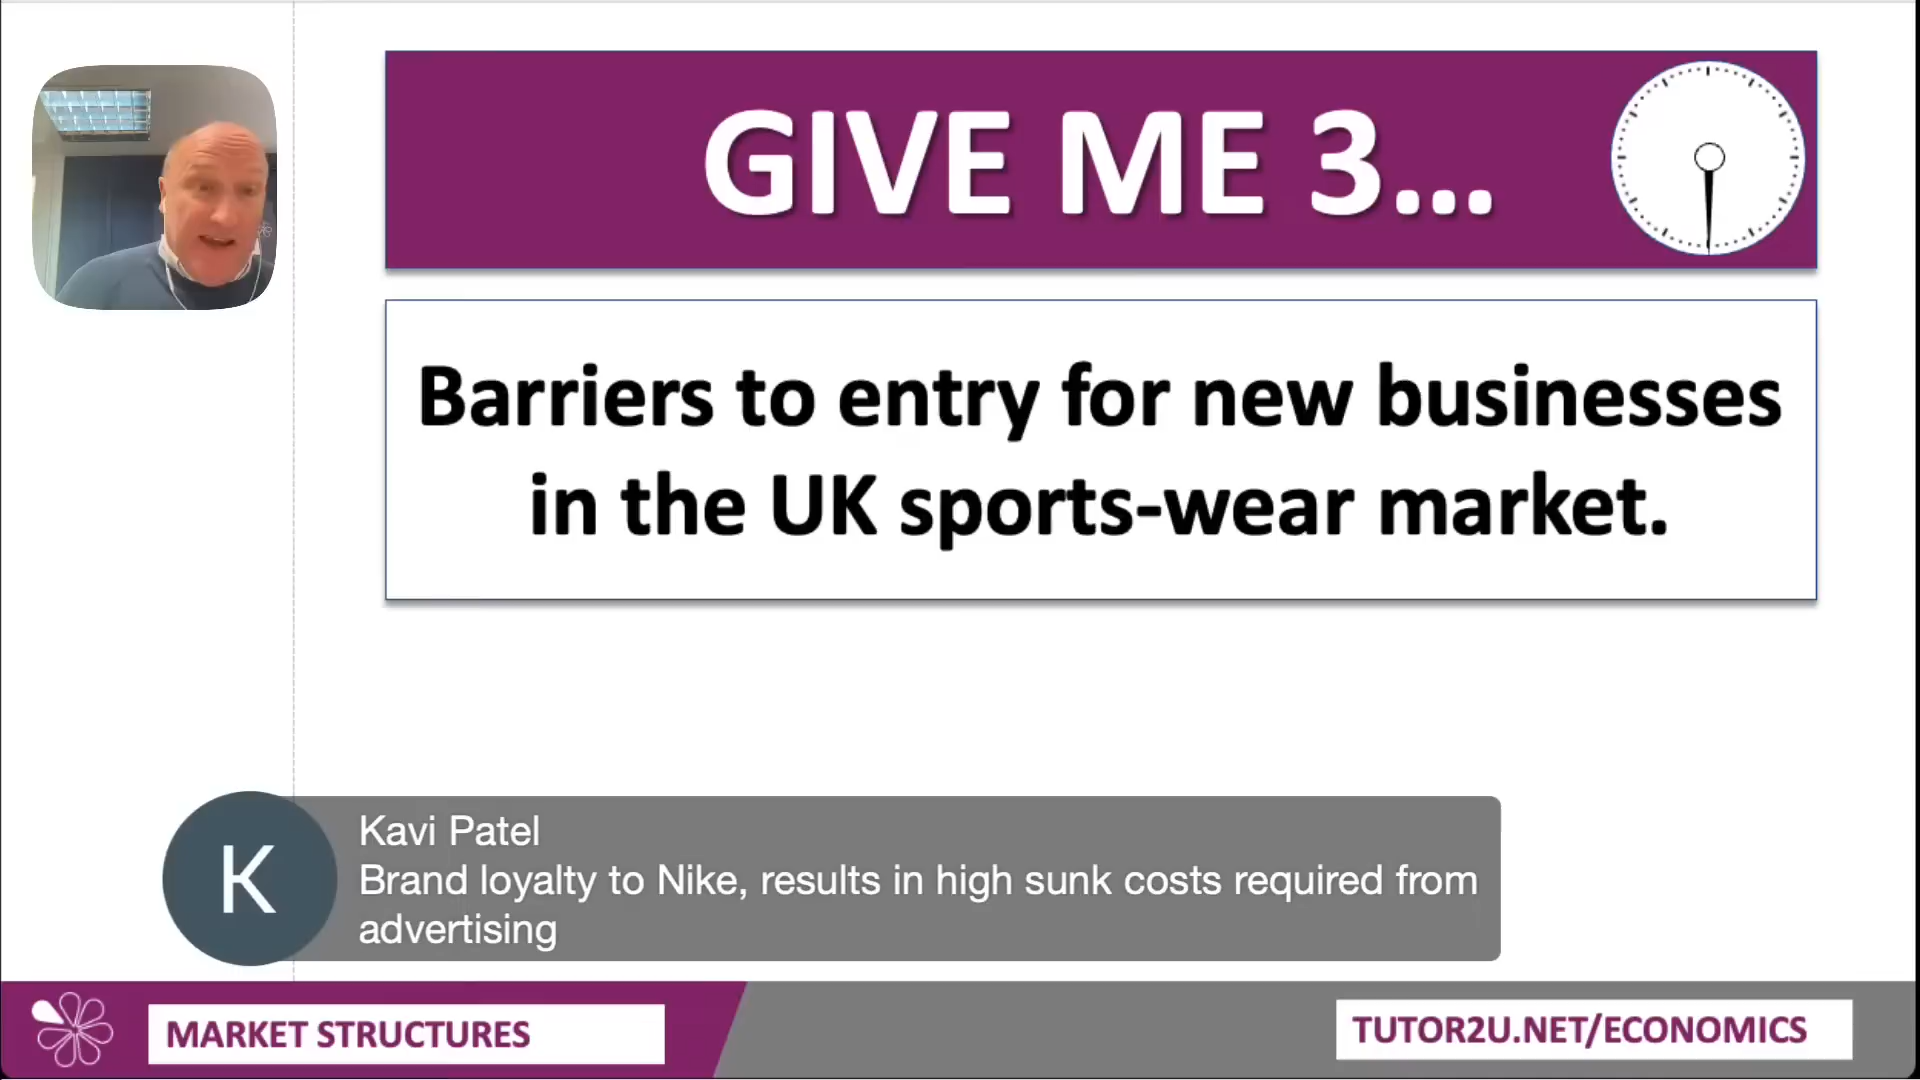 GIVE ME 3...
Barriers to entry for new businesses
in the UK sports-wear market.
K
Kavi Patel
Brand loyalty to Nike, results in high sunk costs required from
advertising
MARKET STRUCTURES
TUTOR2U.NET/ECONOMICS